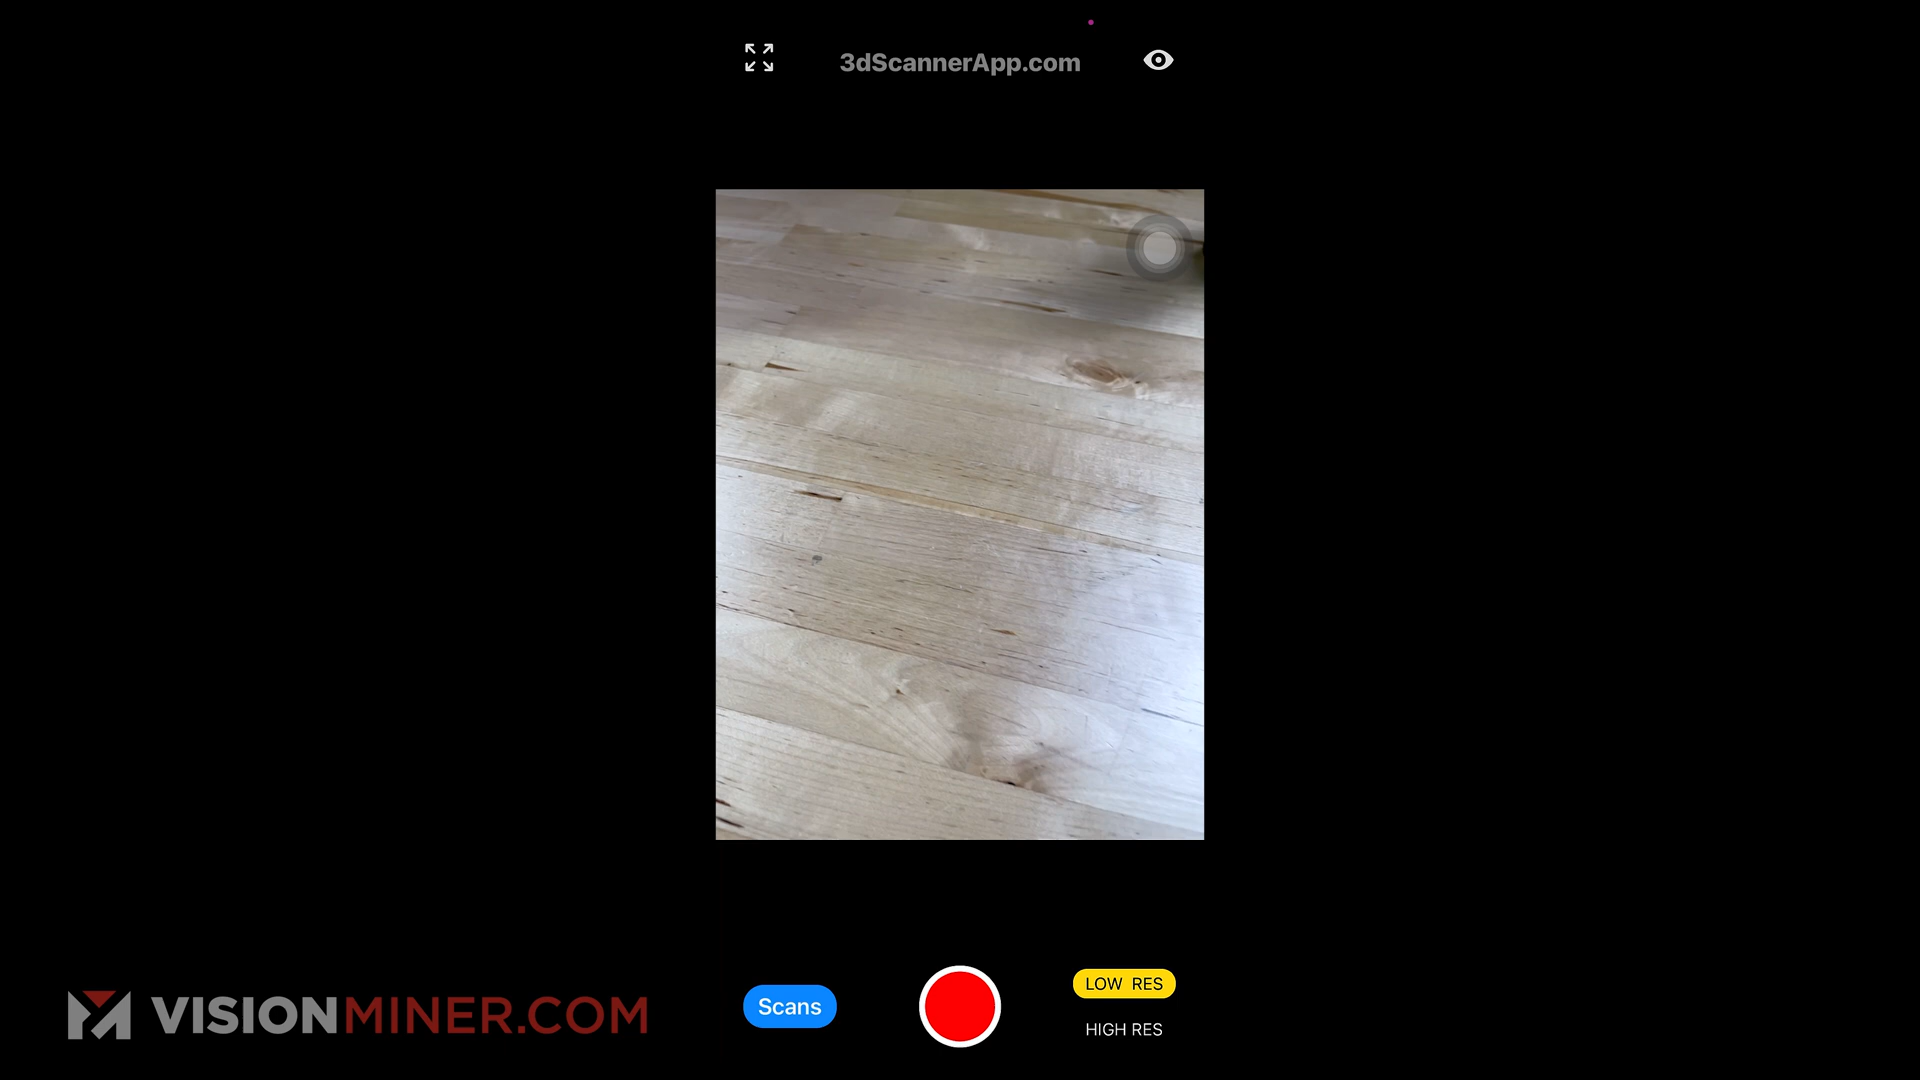 3dScannerApp.com
LOW RES
Scans
HIGH RES
VISIONMINER.COM